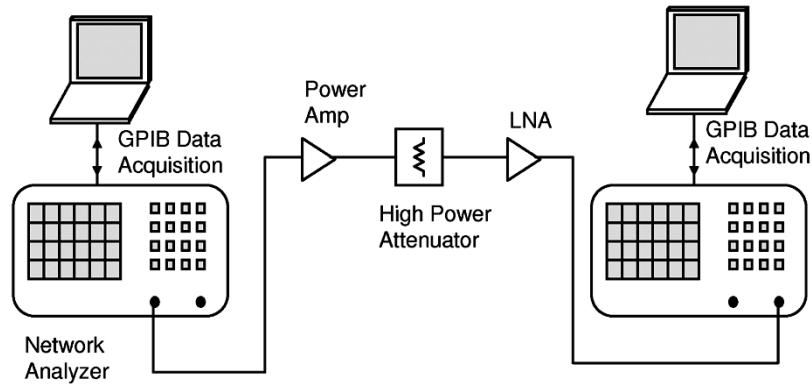 GPIB Data
Acquisition
Power
Amp
High Power
Attenuator
LNA
GPIB Data
Acquisition
Network
Analyzer